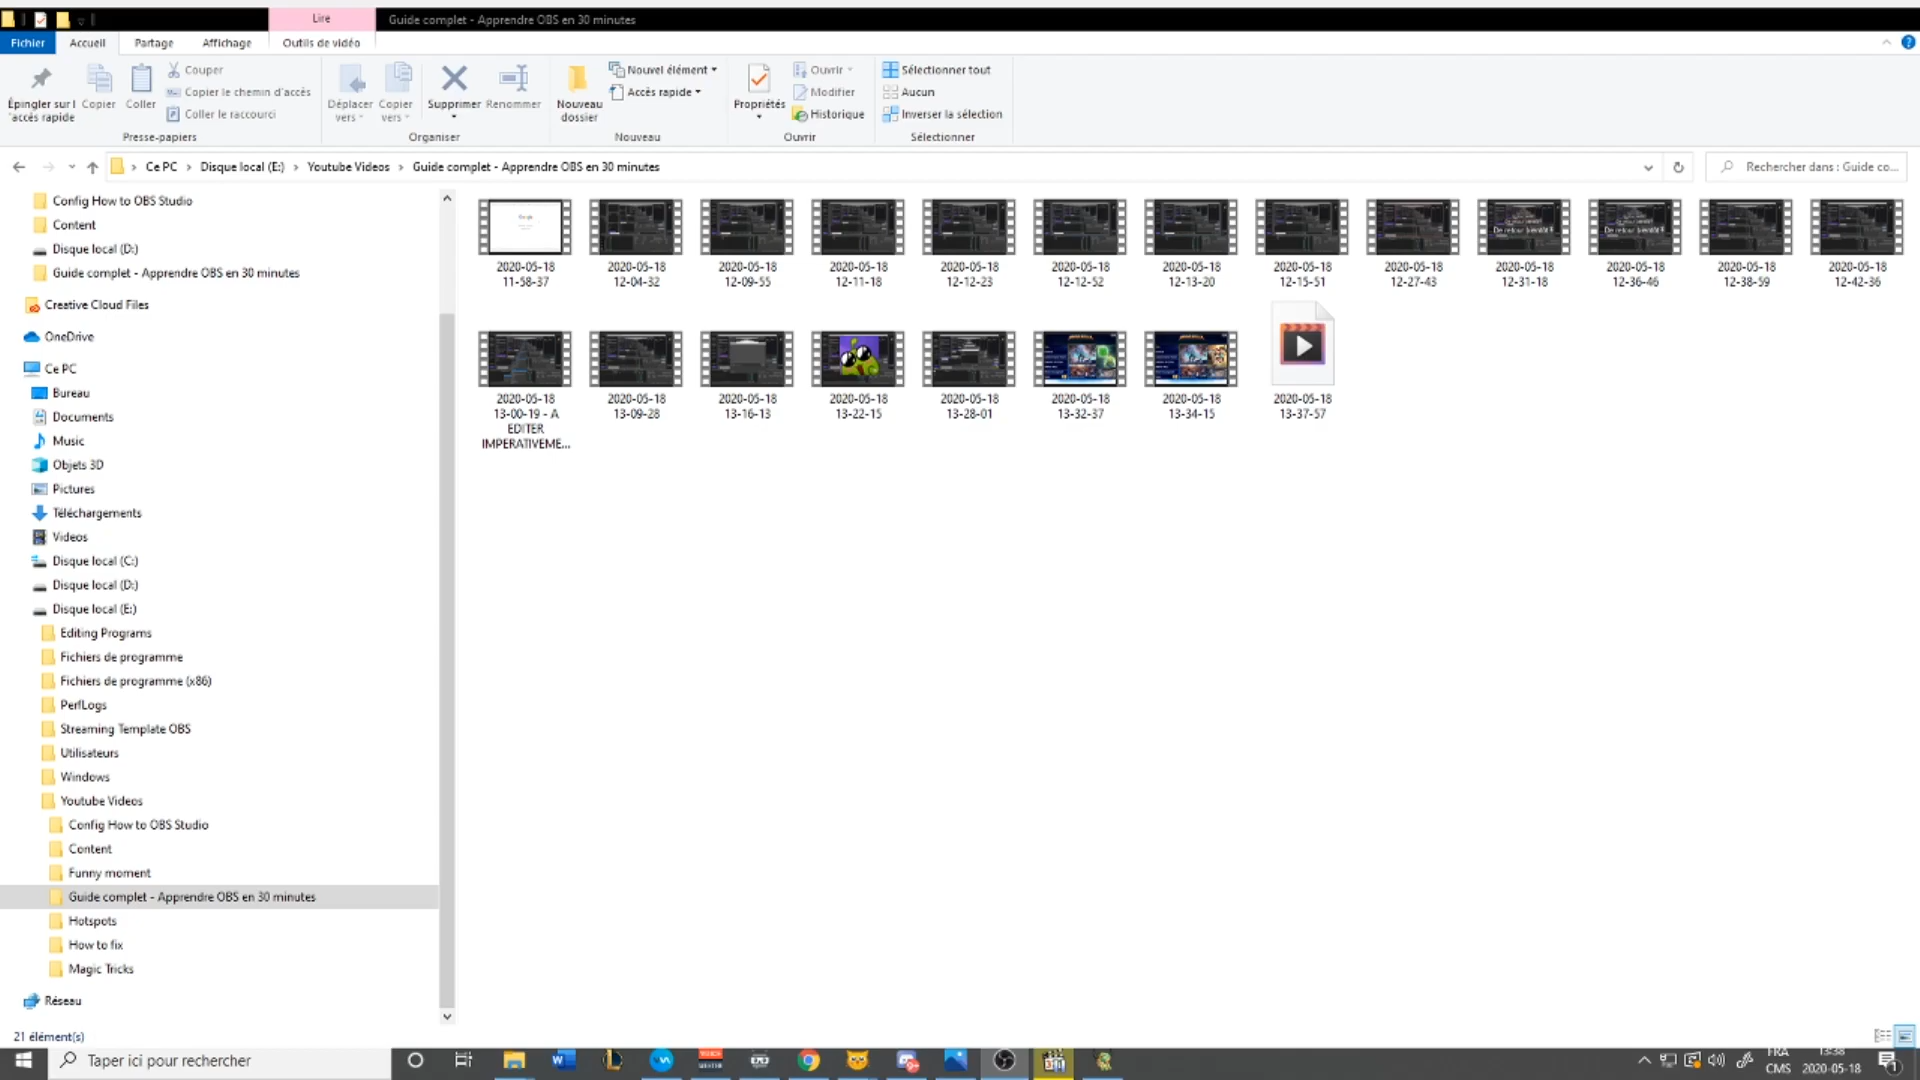 Lire
Guide complet - Apprendre OBS en 30 minutes
Fichier
Accueil
Partage
Affichage
Outils de vidéo
Épingler sur l
'accès rapide
Copier
Coller
Couper
Copier le chemin d'accès
Coller le raccourci
Presse-papiers
Déplacer
vers
Copier
vers
Supprimer
Renommer
Organiser
Nouveau
dossier
Nouvel élément
Accès rapide
Nouveau
Propriétés
Ouvrir
Modifier
Historique
Ouvrir
Sélectionner tout
Aucun
Inverser la sélection
Sélectionner
Ce PC
Disque local (E:)
Youtube Videos
Guide complet - Apprendre OBS en 30 minutes
Rechercher dans : Guide co...
Config How to OBS Studio
Content
Disque local (D:)
Guide complet - Apprendre OBS en 30 minutes
Creative Cloud Files
OneDrive
Ce PC
Bureau
Documents
Music
Objets 3D
Pictures
Téléchargements
Videos
Disque local (C:)
Disque local (D:)
Disque local (E:)
Editing Programs
Fichiers de programme
Fichiers de programme (x86)
PerfLogs
Streaming Template OBS
Utilisateurs
Windows
Youtube Videos
Config How to OBS Studio
Content
Funny moment
Guide complet - Apprendre OBS en 30 minutes
Hotspots
How to fix
Magic Tricks
Réseau
2020-05-18
11-58-37
2020-05-18
12-04-32
2020-05-18
12-09-55
2020-05-18
12-11-18
2020-05-18
12-12-23
2020-05-18
12-12-52
2020-05-18
12-13-20
2020-05-18
12-15-51
2020-05-18
12-27-43
De retour bientôt !
2020-05-18
12-31-18
De retour bientôt !
2020-05-18
12-36-46
2020-05-18
12-38-59
2020-05-18
12-42-36
2020-05-18
13-00-19 - A
EDITER
IMPERATIVEME...
2020-05-18
13-09-28
2020-05-18
13-16-13
2020-05-18
13-22-15
2020-05-18
13-28-01
2020-05-18
13-32-37
2020-05-18
13-34-15
2020-05-18
13-37-57
21 élément(s)
Taper ici pour rechercher
FRA
CMS
13:38
2020-05-18